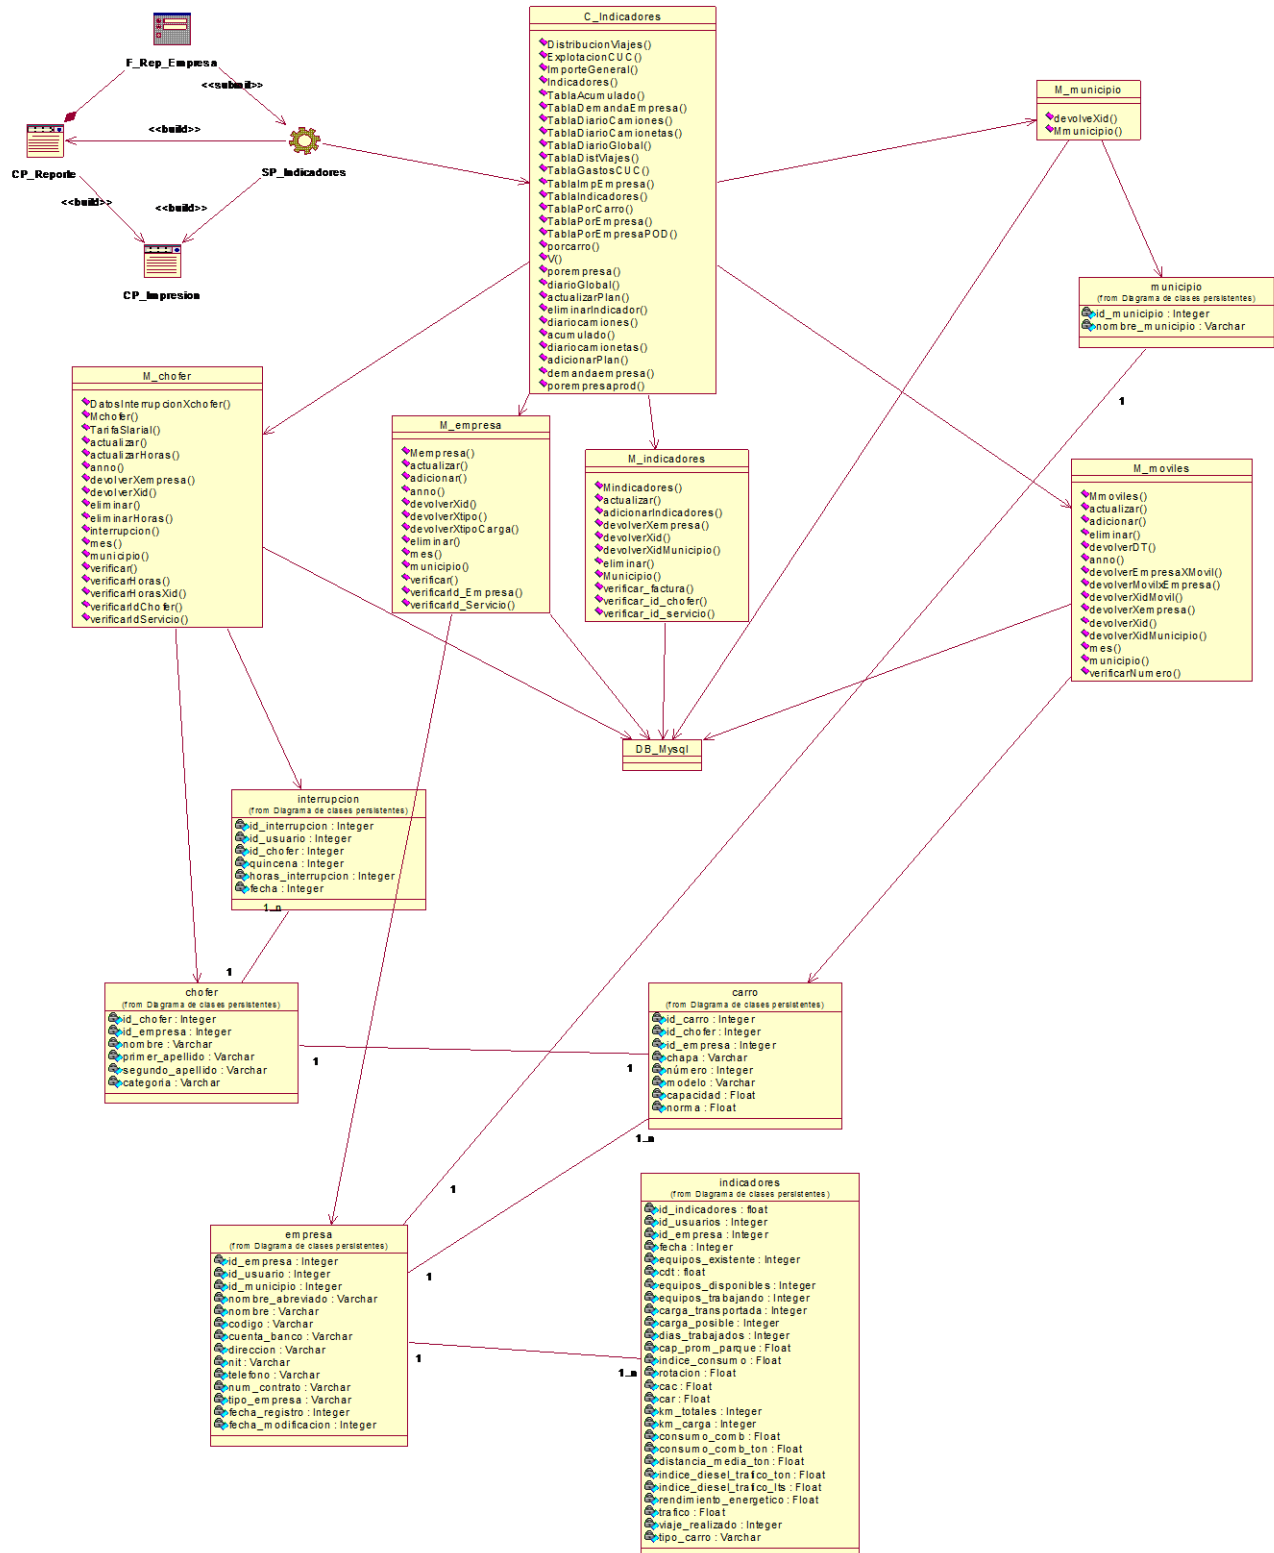 F_Rep_Empresa
<<submit>>
<<build>>
CP_Reporte
SP_Indicadores
<<build>>
<<build>>
CP_Impresion
C_Indicadores
DistribucionViajes()
ExplotacionCUC()
ImporteGeneral()
Indicadores()
TablaAcumulado()
TablaDemandaEmpresa()
TablaDiarioCamiones()
TablaDiarioCamionetas()
TablaDiarioGlobal()
TablaDistViajes()
TablaGastosCUC()
TablaImpEmpresa()
TablaIndicadores()
TablaPorCarro()
TablaPorEmpresa()
TablaPorEmpresaPOD()
porcarro()
V()
porempresa()
diarioGlobal()
actualizarPlan()
eliminarIndicador()
diariocamiones()
acumulado()
diariocamionetas()
adicionarPlan()
demandaempresa()
porempresaprod()
M_municipio
devolveXid()
Mmunicipio()
municipio
(from Diagrama de clases persistentes)
id_municipio : Integer
nombre_municipio : Varchar
1
M_chofer
DatosInterrupcionXchofer()
Mchofer()
TarifaSlarial()
actualizar()
actualizarHoras()
anno()
devolverXempresa()
devolverXid()
eliminar()
eliminarHoras()
interrupcion()
mes()
municipio()
verificar()
verificarHoras()
verificarHorasXid()
verificarIdChofer()
verificarIdServicio()
M_empresa
Mempresa()
actualizar()
adicionar()
anno()
devolverXid()
devolverXtipo()
devolverXtipoCarga()
eliminar()
mes()
municipio()
verificar()
verificarId_Empresa()
verificarId_Servicio()
M_indicadores
Mindicadores()
actualizar()
adicionarIndicadores()
devolverXempresa()
devolverXid()
devolverXidMunicipio()
eliminar()
Municipio()
verificar_factura()
verificar_id_chofer()
verificar_id_servicio()
M_moviles
Mmoviles()
actualizar()
adicionar()
eliminar()
devolverDT()
anno()
devolverEmpresaXMovil()
devolverMovilxEmpresa()
devolverXidMovil()
devolverXempresa()
devolverXid()
devolverXidMunicipio()
mes()
municipio()
verificarNumero()
DB_Mysql
interrupcion
(from Diagrama de clases persistentes)
id_interrupcion : Integer
id_usuario : Integer
id_chofer : Integer
quincena : Integer
horas_interrupcion : Integer
fecha : Integer
1..n
1
chofer
(from Diagrama de clases persistentes)
id_chofer : Integer
id_empresa : Integer
nombre : Varchar
primer_apellido : Varchar
segundo_apellido : Varchar
categoria : Varchar
1
1
carro
(from Diagrama de clases persistentes)
id_carro : Integer
id_chofer : Integer
id_empresa : Integer
chapa : Varchar
número : Integer
modelo : Varchar
capacidad : Float
norma : Float
1..n
1
1
empresa
(from Diagrama de clases persistentes)
id_empresa : Integer
id_usuario : Integer
id_municipio : Integer
nombre_abreviado : Varchar
nombre : Varchar
codigo : Varchar
cuenta_banco : Varchar
direccion : Varchar
nit : Varchar
telefono : Varchar
num_contrato : Varchar
tipo_empresa : Varchar
fecha_registro : Integer
fecha_modificacion : Integer
1
1..n
indicadores
(from Diagrama de clases persistentes)
id_indicadores : float
id_usuarios : Integer
id_empresa : Integer
fecha : Integer
equipos_existente : Integer
cdt : float
equipos_disponibles : Integer
equipos_trabajando : Integer
carga_transportada : Integer
carga_posible : Integer
dias_trabajados : Integer
cap_prom_parque : Float
indice_consumo : Float
rotacion : Float
cac : Float
car : Float
km_totales : Integer
km_carga : Integer
consumo_comb : Float
consumo_comb_ton : Float
distancia_media_ton : Float
indice_diesel_trafico_ton : Float
indice_diesel_trafico_lts : Float
rendimiento_energetico : Float
trafico : Float
viaje_realizado : Integer
tipo_carro : Varchar